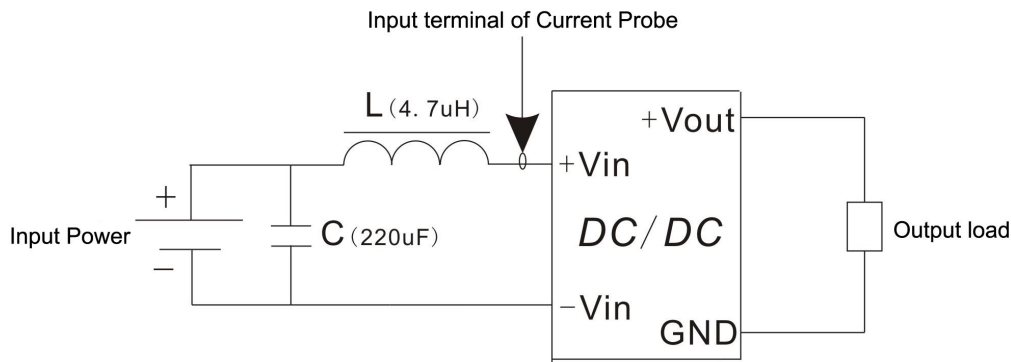 Input terminal of Current Probe
L(4.7uH)
+Vout
+Vin
+
Input Power
C(220uF)
DC/DC
Output load
−
−Vin
GND